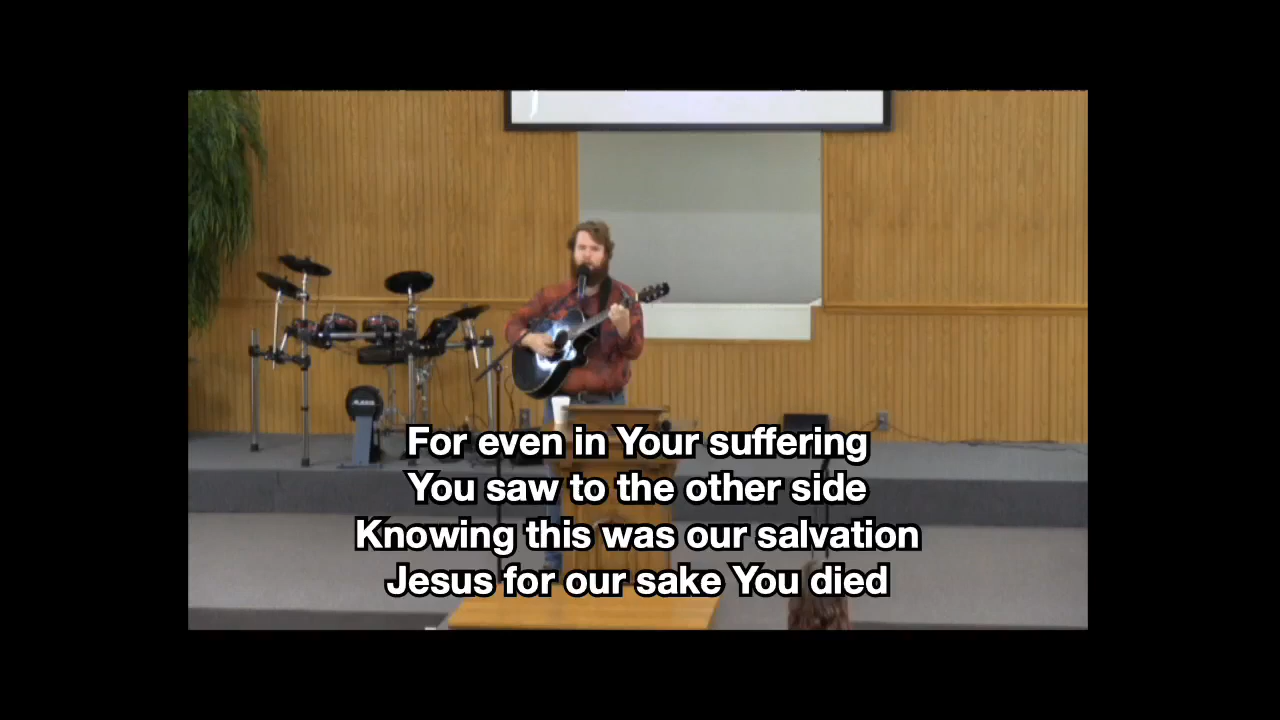 For even in Your suffering
You saw to the other side
Knowing this was our salvation
Jesus for our sake You died